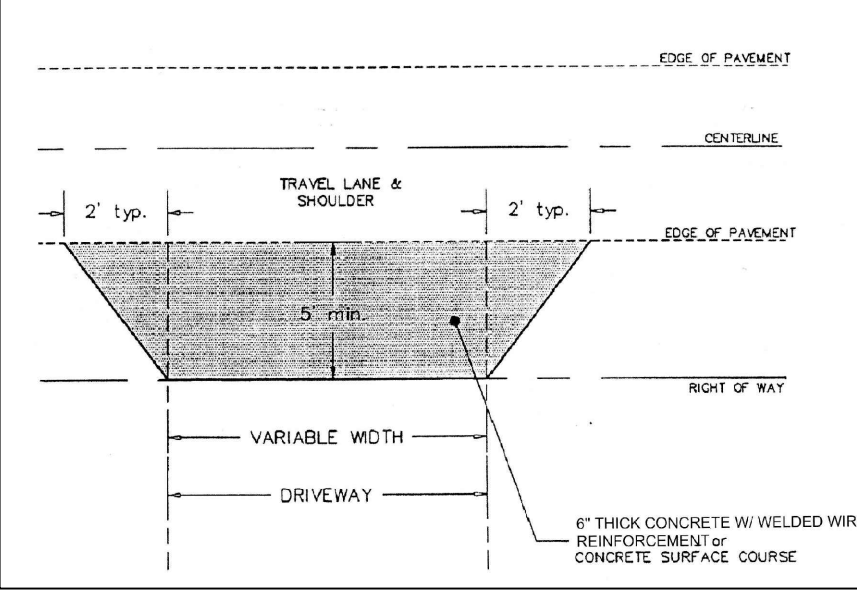 EDGE OF PAVEMENT
CENTERLINE
TRAVEL LANE &
SHOULDER
2' typ.
2' typ.
EDGE OF PAVEMENT
5' min.
RIGHT OF WAY
VARIABLE WIDTH
DRIVEWAY
6" THICK CONCRETE W/ WELDED WIR
REINFORCEMENT or
CONCRETE SURFACE COURSE